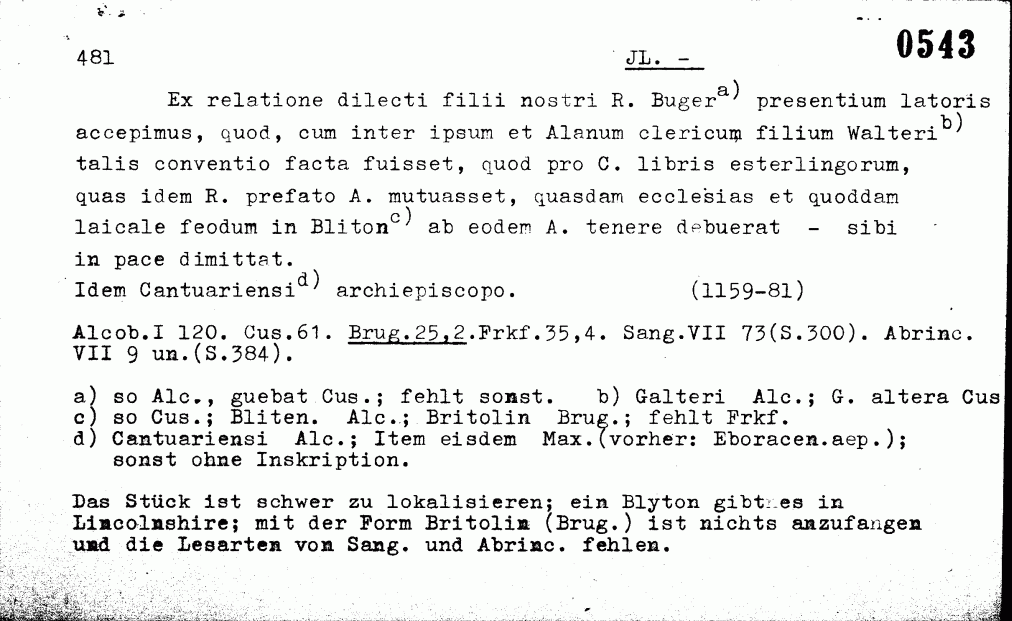 0543
481 JL. -
Ex relatione dilecti filii nostri R. Buger a) presentium latoris
accepimus, quod, cum inter ipsum et Alanum clericum filium Walteri b)
talis conventio facta fuisset, quod pro C. libris esterlingorum,
quas idem R. prefato A. mutuasset, quasdam ecclesias et quoddam
laicale feodum in Bliton c) ab eodem A. tenere debuerat - sibi
in pace dimittat.
Idem Cantuariensi d) archiepiscopo. (1159-81)
Alcob.I 120. Cus.61. Brug.25,2.Frkf.35,4. Sang.VII 73(S.300). Abrinc.
VII 9 un.(S.384).
a) so Alc., guebat Cus.; fehlt sonst. b) Galteri Alc.; G. altera Cus
c) so Cus.; Bliten. Alc.; Britolin Brug.; fehlt Frkf.
d) Cantuariensi Alc.; Item eisdem Max.(vorher: Eboracen.aep.);
sonst ohne Inskription.
Das Stück ist schwer zu lokalisieren; ein Blyton gibt es in
Lincolnshire; mit der Form Britolin (Brug.) ist nichts anzufangen
und die Lesarten von Sang. und Abrinc. fehlen.